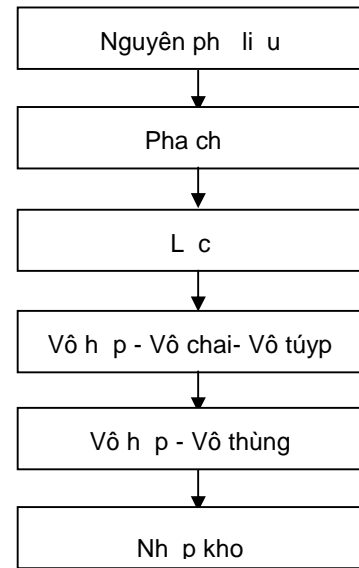 Nguyên ph li u
Pha ch
L c
Vô h p - Vô chai- Vô túyp
Vô h p - Vô thùng
Nh p kho